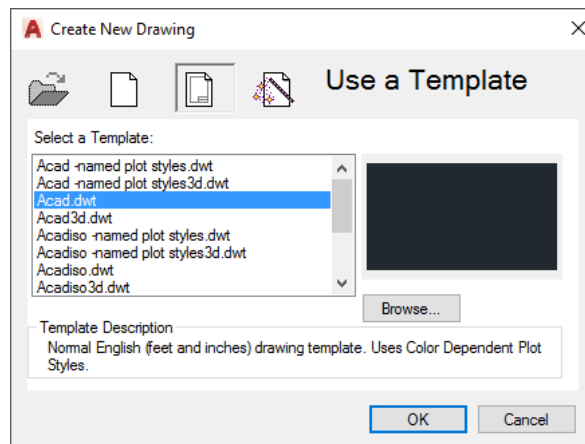 Create New Drawing
Use a Template
Select a Template:
Acad -named plot styles.dwt
Acad -named plot styles3d.dwt
Acad.dwt
Acad3d.dwt
Acadiso -named plot styles.dwt
Acadiso -named plot styles3d.dwt
Acadiso.dwt
Acadiso3d.dwt
Browse...
Template Description
Normal English (feet and inches) drawing template. Uses Color Dependent Plot
Styles.
OK
Cancel